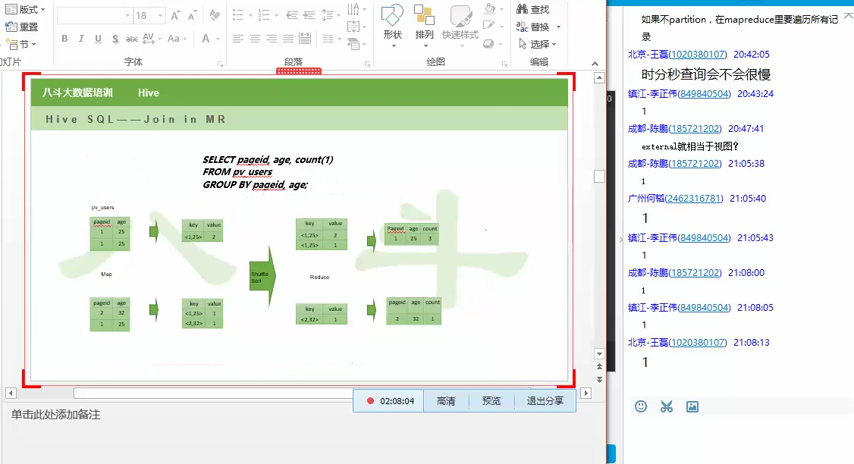 版式
重置
节
灯片
18
A
A
B
I
U
S
abc
AV
Aa
A
字体
段落
形状
排列
快速样式
绘图
查找
替换
选择
编辑
八斗大数据培训 Hive
Hive SQL——Join in MR
SELECT pageid, age, count(1)
FROM pv_users
GROUP BY pageid, age;
八斗
pv_users
pageid age
1 25
1 25
key value
<1,25> 2
Map
pageid age
2 32
1 25
key value
<1,25> 1
<2,32> 1
Shuffle
Sort
key value
<1,25> 2
<1,25> 1
Pageid age count
1 25 3
Reduce
key value
<2,32> 1
pageid age count
2 32 1
02:08:04 高清 预览 退出分享
单击此处添加备注
如果不partition，在mapreduce里要遍历所有记
录
北京-王磊(1020380107) 20:42:05
时分秒查询会不会很慢
镇江-李正伟(849840504) 20:43:24
1
成都-陈鹏(185721202) 20:47:41
external就相当于视图？
成都-陈鹏(185721202) 21:05:38
1
广州何韬(2462316781) 21:05:40
1
镇江-李正伟(849840504) 21:05:43
1
成都-陈鹏(185721202) 21:08:00
1
镇江-李正伟(849840504) 21:08:05
1
北京-王磊(1020380107) 21:08:13
1